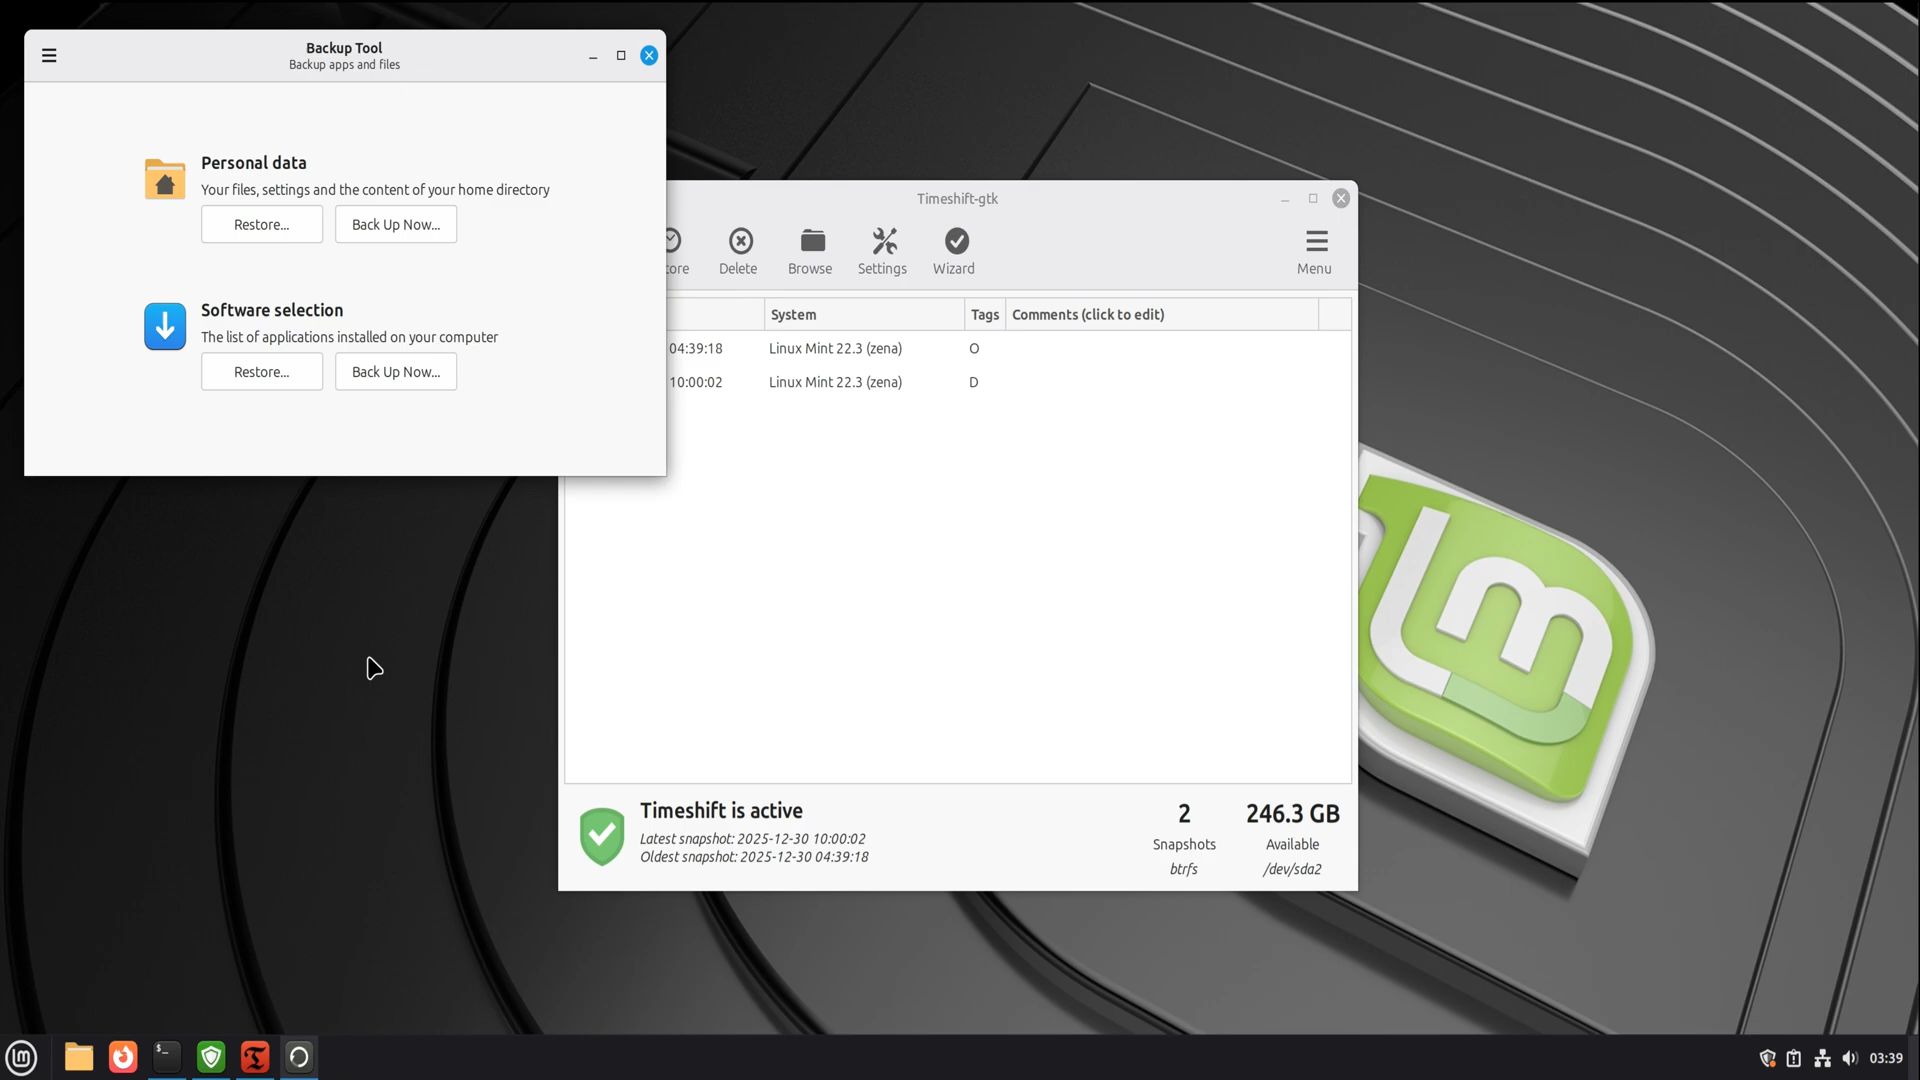 Backup Tool
Backup apps and files
Personal data
Your files, settings and the content of your home directory
Restore...
Back Up Now...
Software selection
The list of applications installed on your computer
Restore...
Back Up Now...
Timeshift-gtk
ore
Delete
Browse
Settings
Wizard
Menu
System
Tags
Comments (click to edit)
04:39:18
Linux Mint 22.3 (zena)
O
10:00:02
Linux Mint 22.3 (zena)
D
Timeshift is active
Latest snapshot: 2025-12-30 10:00:02
Oldest snapshot: 2025-12-30 04:39:18
2
Snapshots
btrfs
246.3 GB
Available
/dev/sda2
03:39